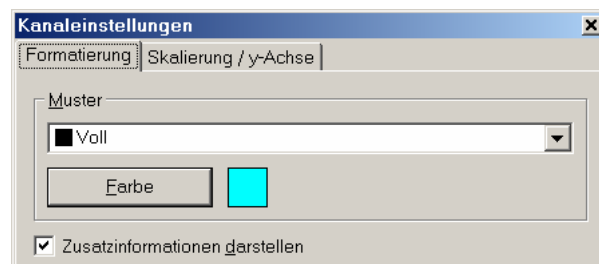 Kanaleinstellungen
Formatierung Skalierung / y-Achse
Muster
Voll
Farbe
Zusatzinformationen darstellen